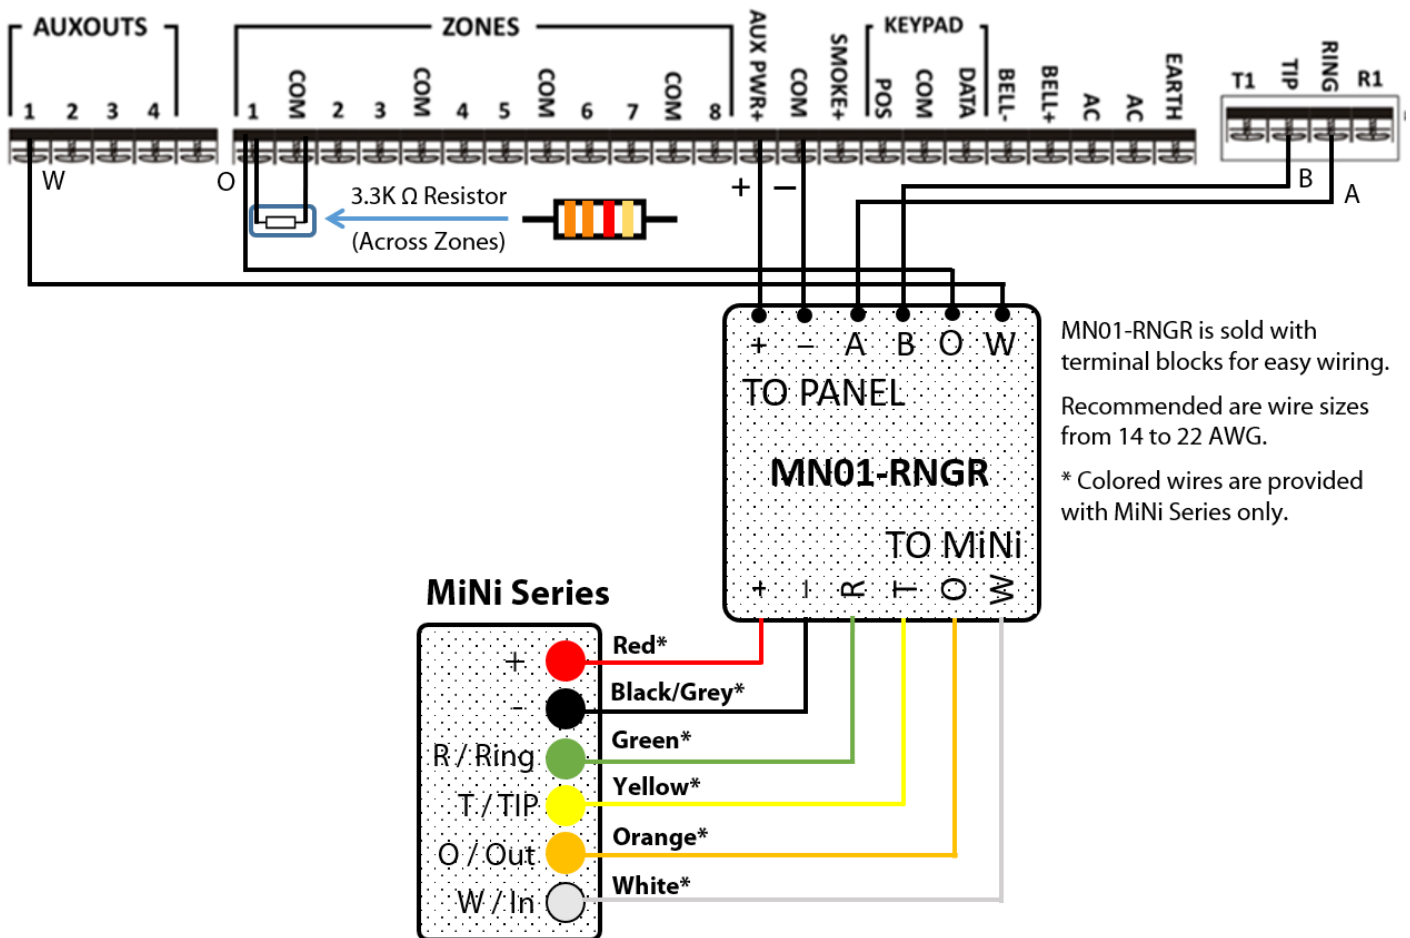 AUXOUTS
1 2 3 4
ZONES
1 COM 2 3 COM 4 5 COM 6 7 COM 8
AUX PWR+
COM
SMOKE+
KEYPAD
POS COM DATA
BELL-
BELL+
AC
AC
EARTH
T1 TIP RING R1
W
O
+ −
B
A
3.3K Ω Resistor
(Across Zones)
+ − A B O W
TO PANEL
MN01-RNGR
TO MiNi
+ − R T O W
MN01-RNGR is sold with
terminal blocks for easy wiring.
Recommended are wire sizes
from 14 to 22 AWG.
* Colored wires are provided
with MiNi Series only.
MiNi Series
+ Red*
- Black/Grey*
R / Ring Green*
T / TIP Yellow*
O / Out Orange*
W / In White*